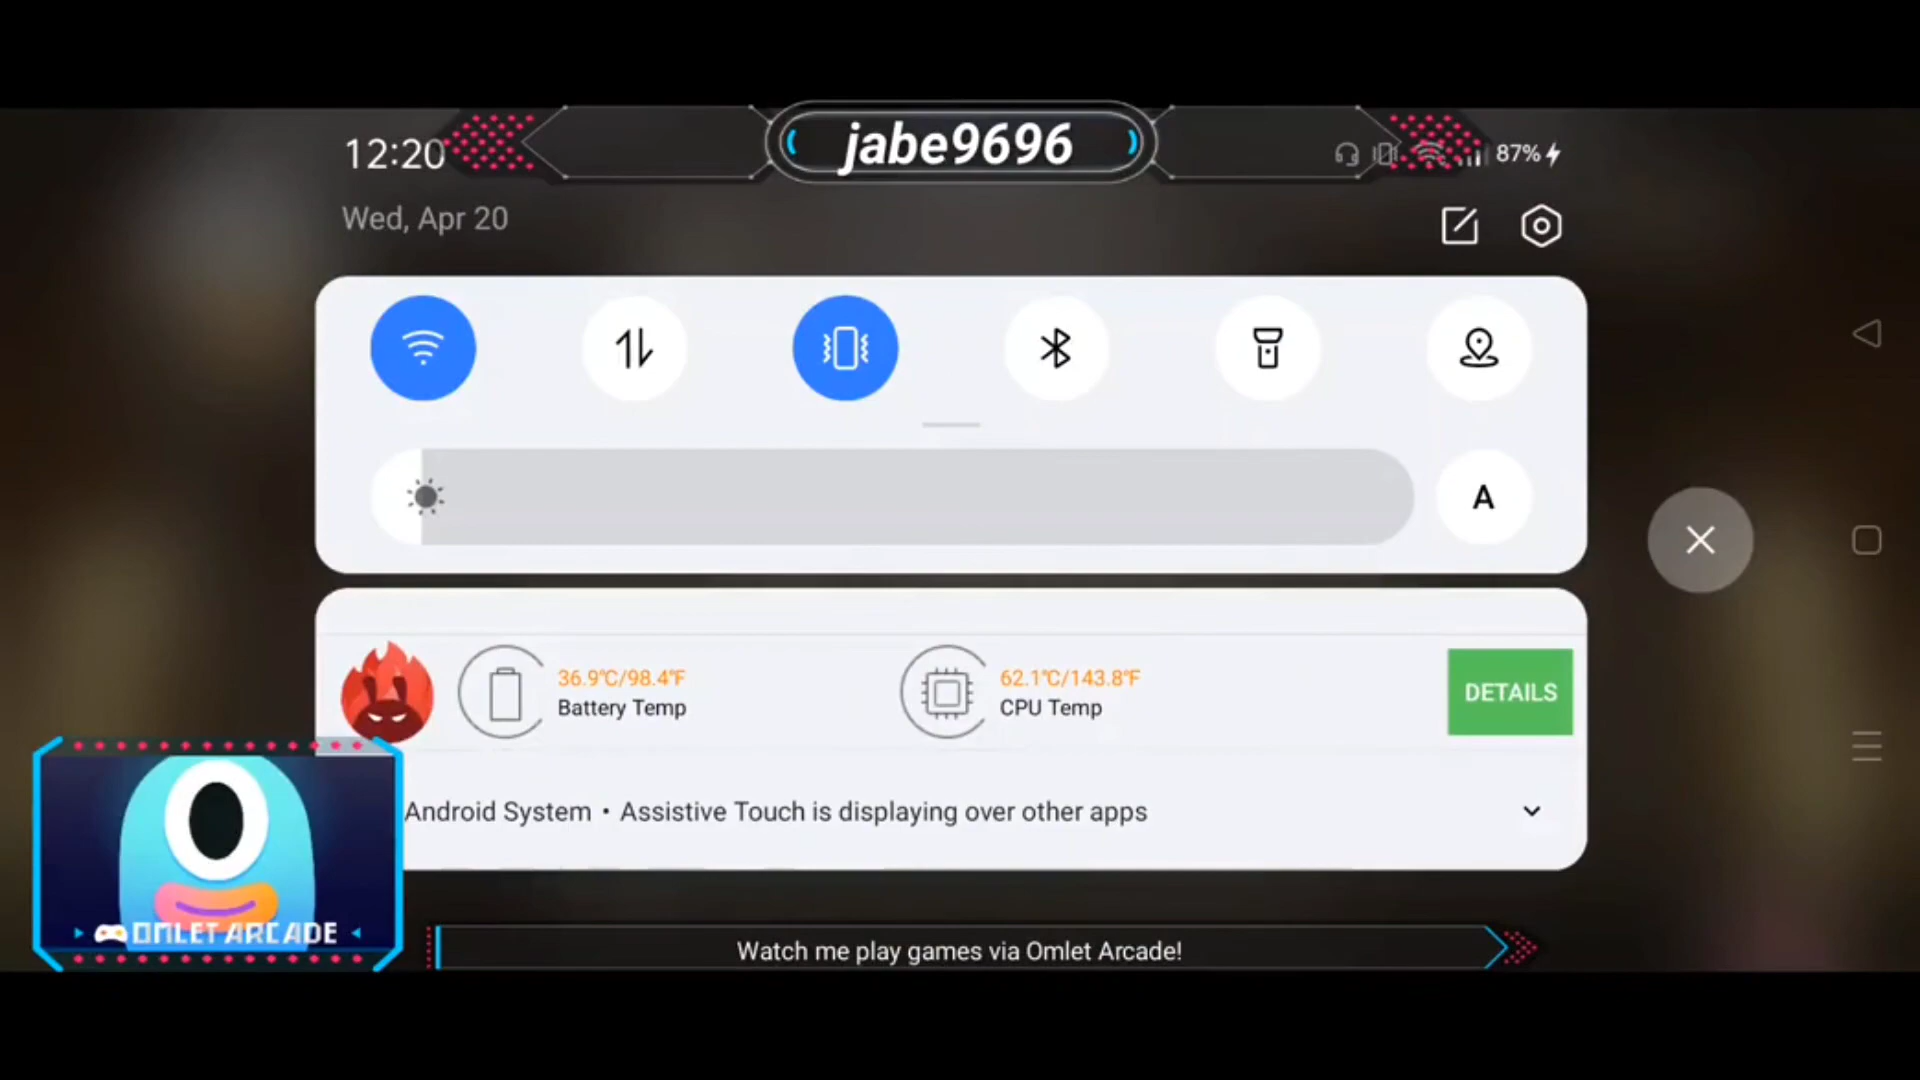 jabe9696
12:20
87%
Wed, Apr 20
A
36.9℃/98.4℉
Battery Temp
62.1℃/143.8℉
CPU Temp
DETAILS
Android System • Assistive Touch is displaying over other apps
OMLET ARCADE
Watch me play games via Omlet Arcade!